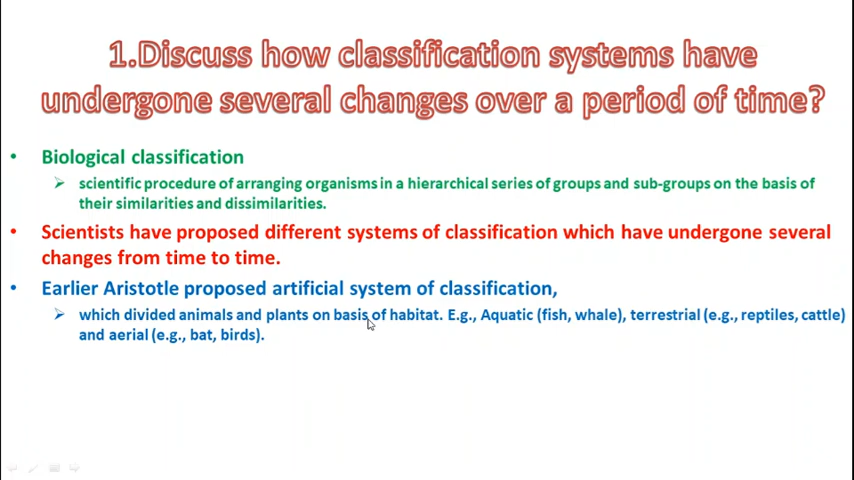 1.Discuss how classification systems have
undergone several changes over a period of time?
• Biological classification
➢ scientific procedure of arranging organisms in a hierarchical series of groups and sub-groups on the basis of
their similarities and dissimilarities.
• Scientists have proposed different systems of classification which have undergone several
changes from time to time.
• Earlier Aristotle proposed artificial system of classification,
➢ which divided animals and plants on basis of habitat. E.g., Aquatic (fish, whale), terrestrial (e.g., reptiles, cattle)
and aerial (e.g., bat, birds).